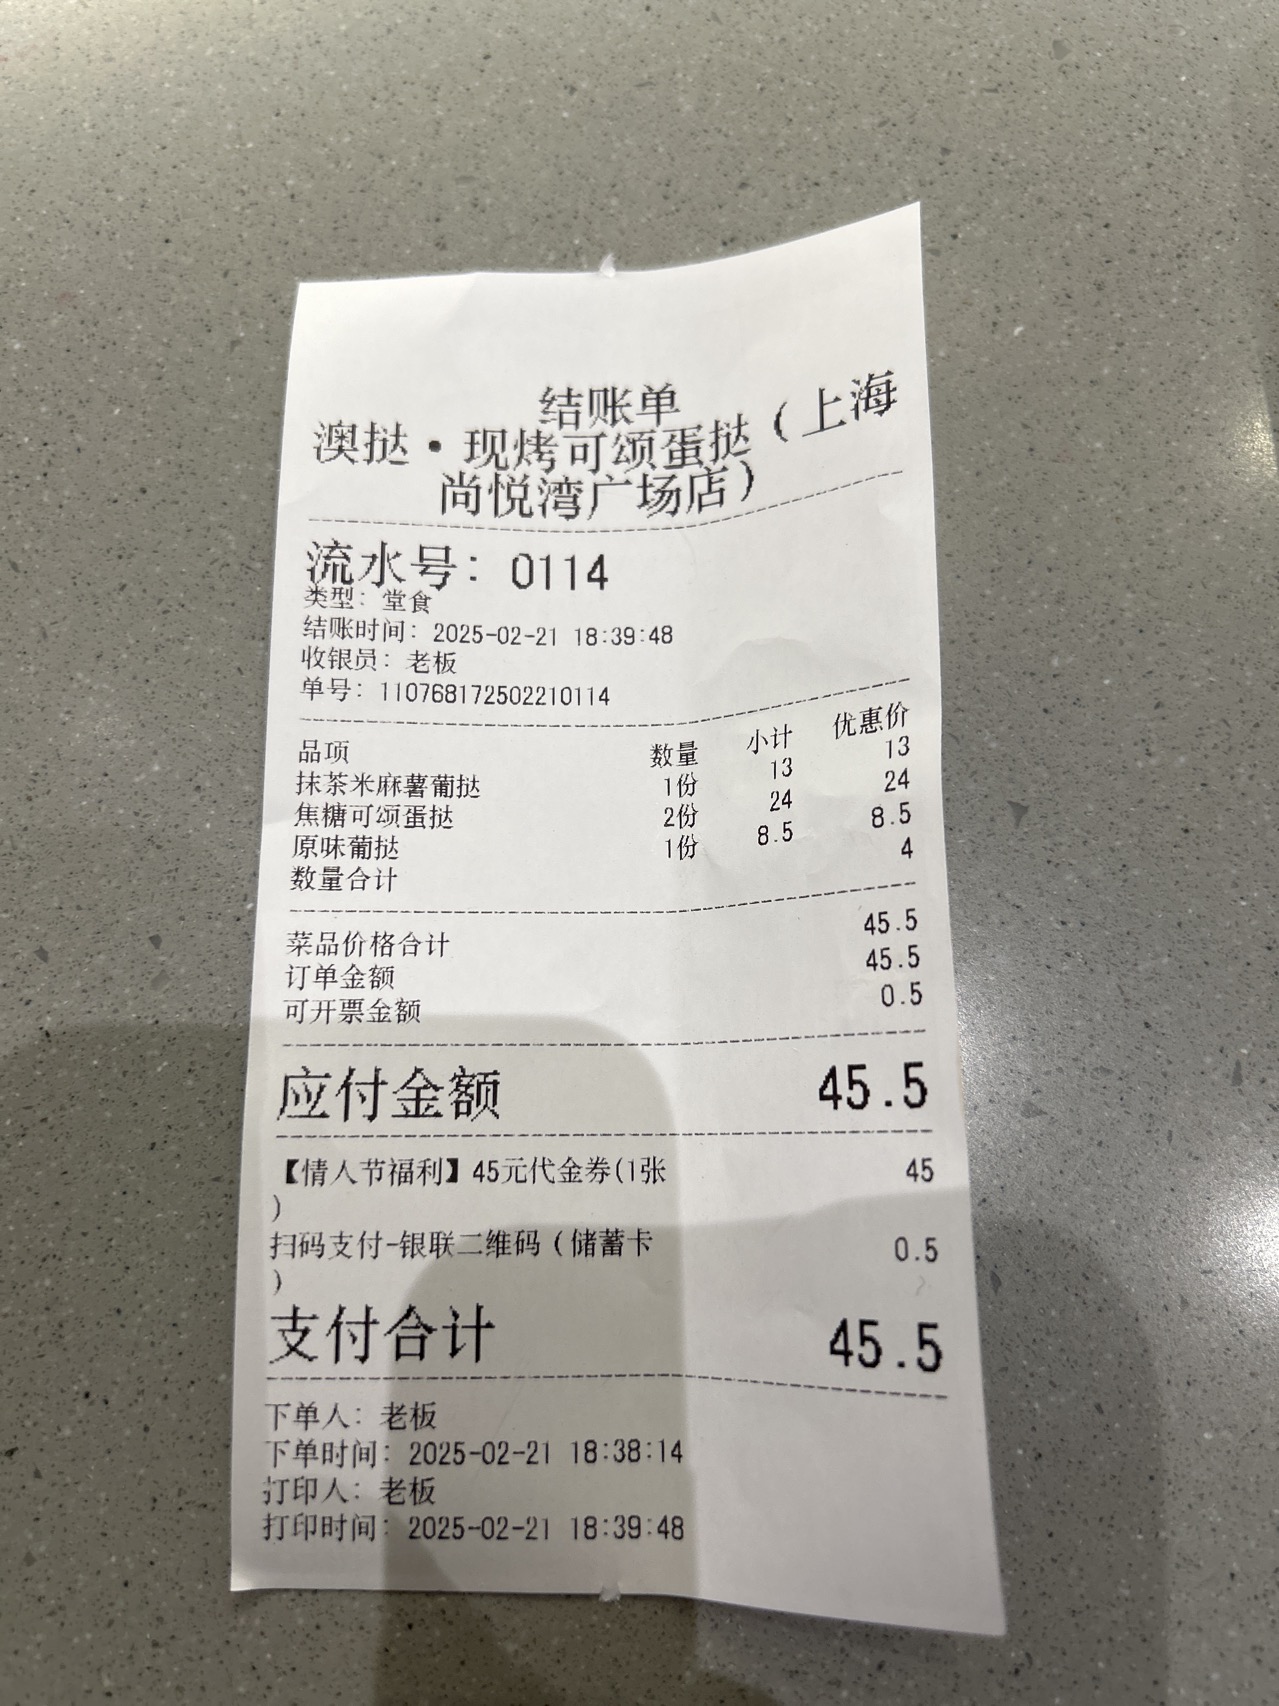 结账单
澳挞·现烤可颂蛋挞(上海
尚悦湾广场店)
流水号: 0114
类型: 堂食
结账时间: 2025-02-21 18:39:48
收银员: 老板
单号: 110768172502210114
品项 数量 小计 优惠价
抹茶米麻薯葡挞 1份 13 13
焦糖可颂蛋挞 2份 24 24
原味葡挞 1份 8.5 8.5
数量合计 4
菜品价格合计 45.5
订单金额 45.5
可开票金额 0.5
应付金额 45.5
【情人节福利】45元代金券(1张 45
)
扫码支付-银联二维码(储蓄卡 0.5
)
支付合计 45.5
下单人: 老板
下单时间: 2025-02-21 18:38:14
打印人: 老板
打印时间: 2025-02-21 18:39:48